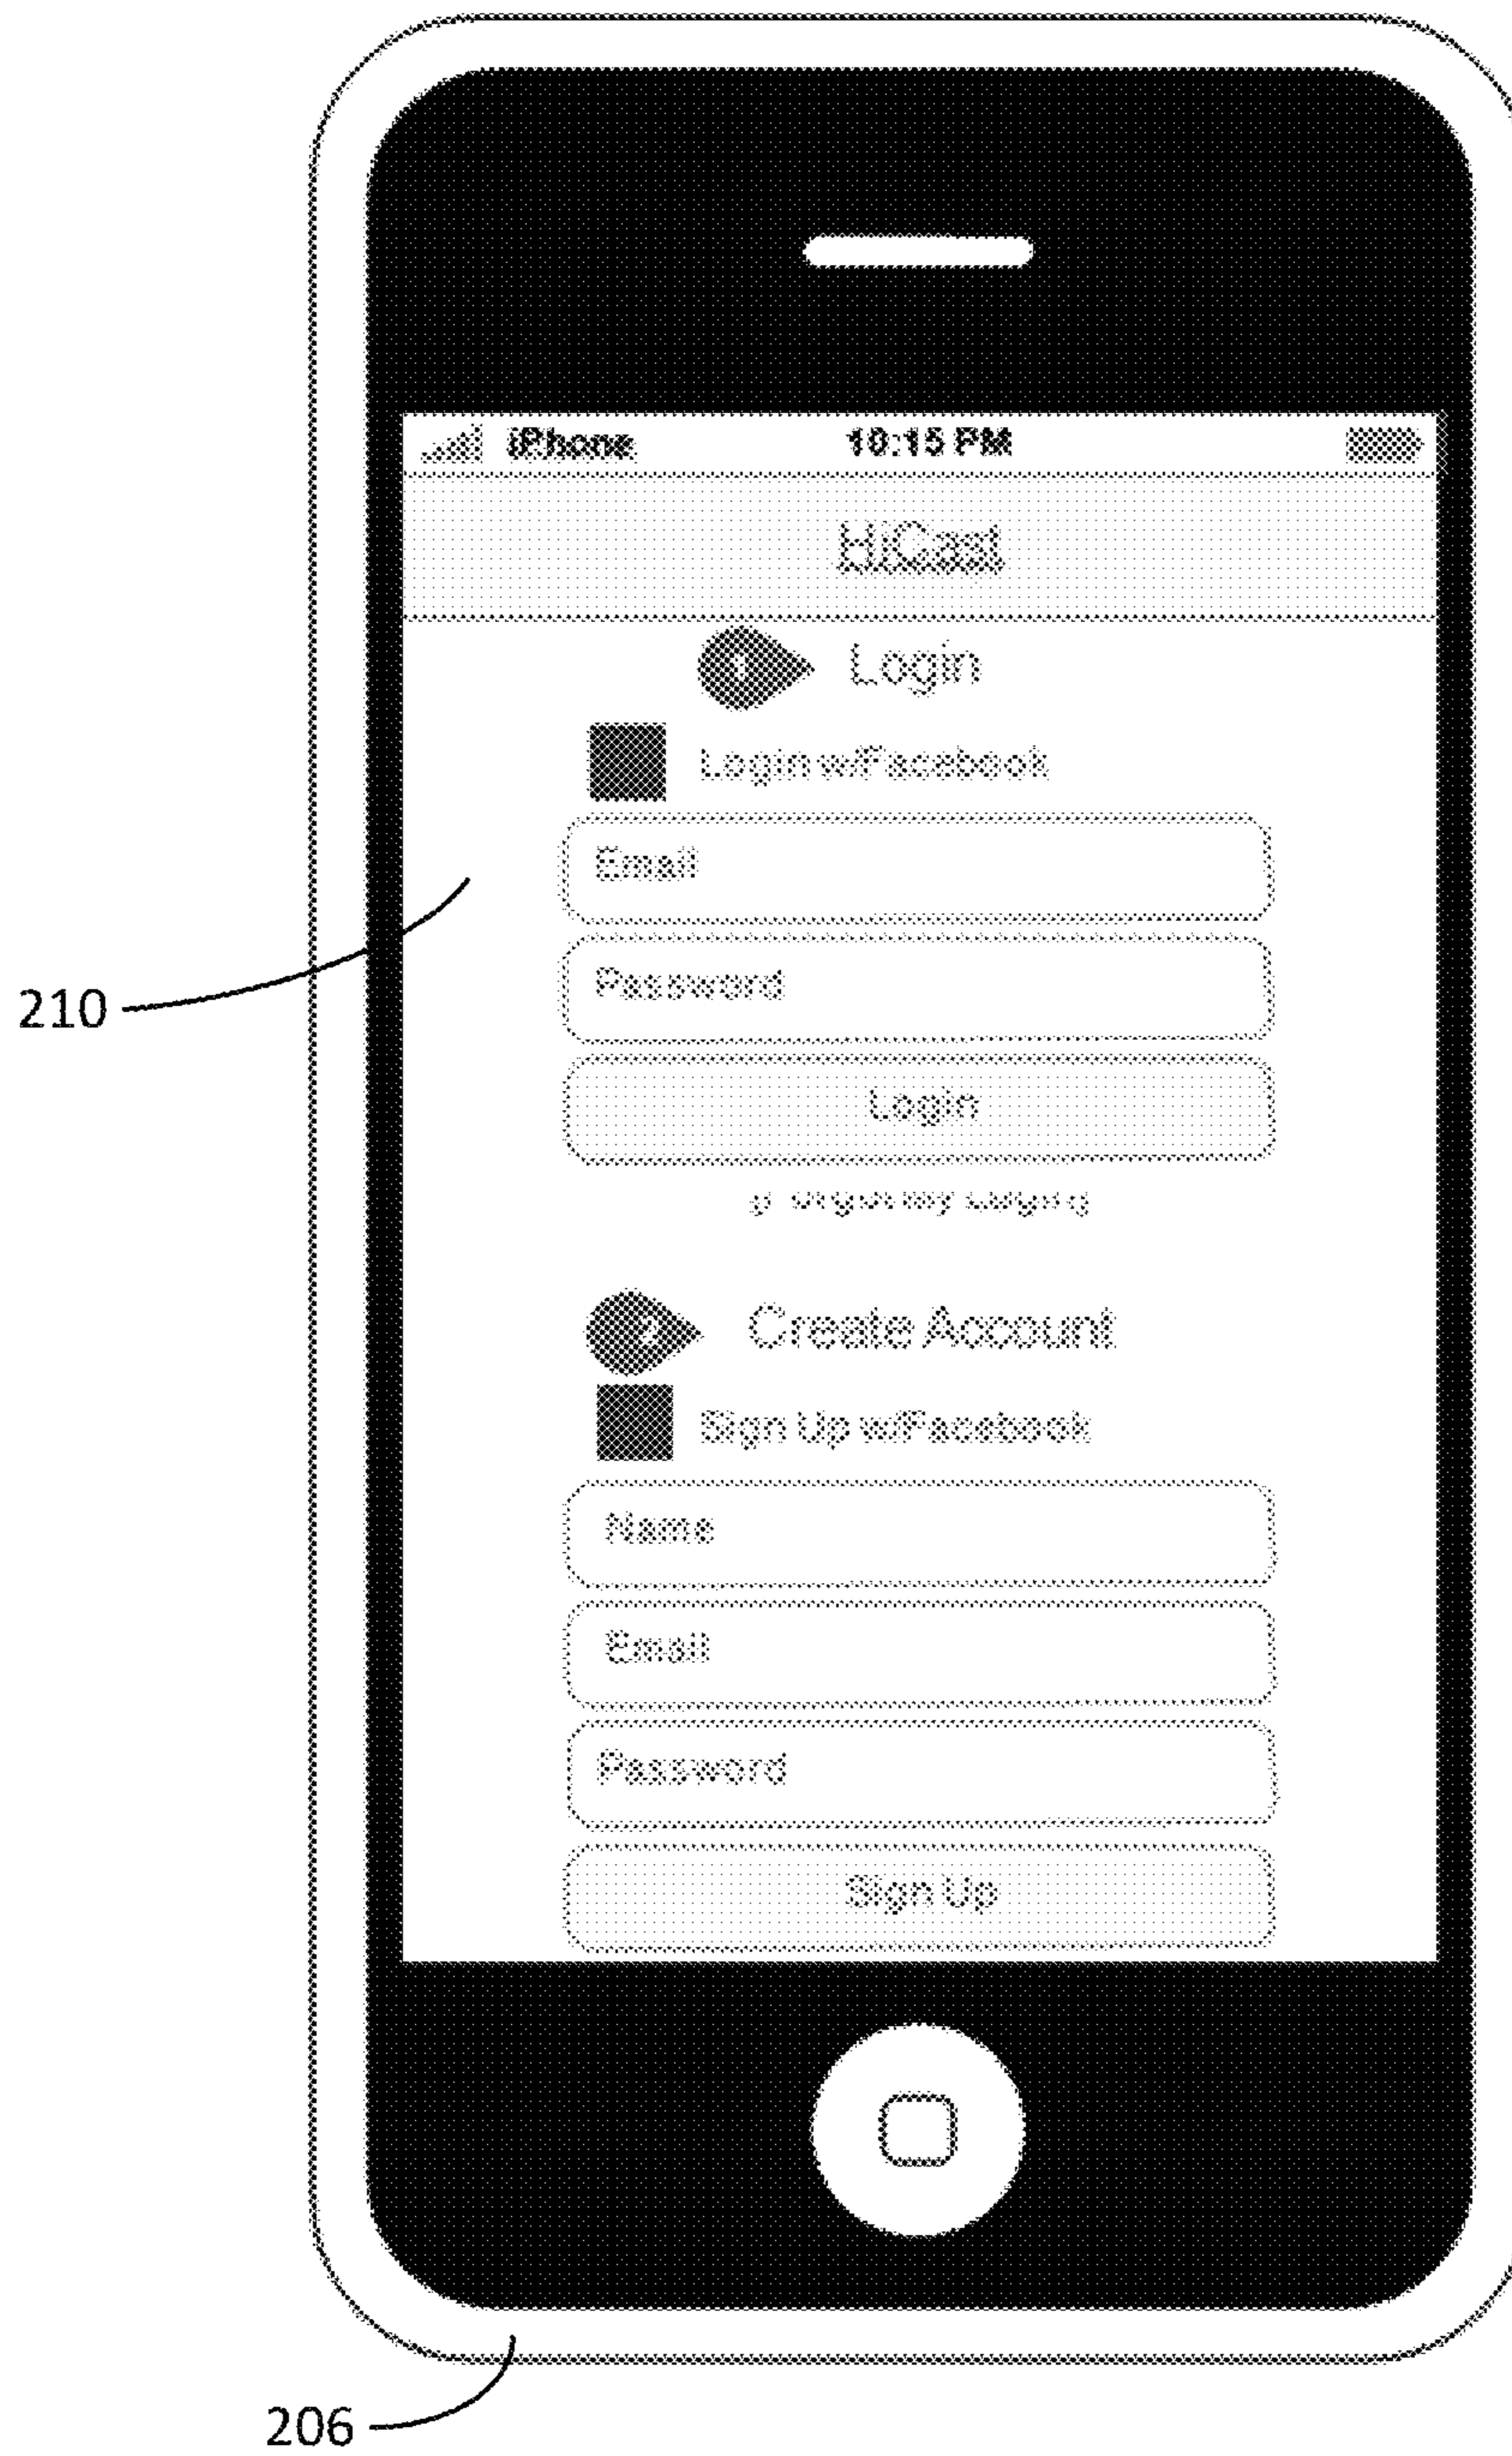 iPhone 10:15 PM
HiCast
1 Login
Login w/Facebook
Email
Password
Login
Create Account
Sign Up w/Facebook
Name
Email
Password
Sign Up
210
206